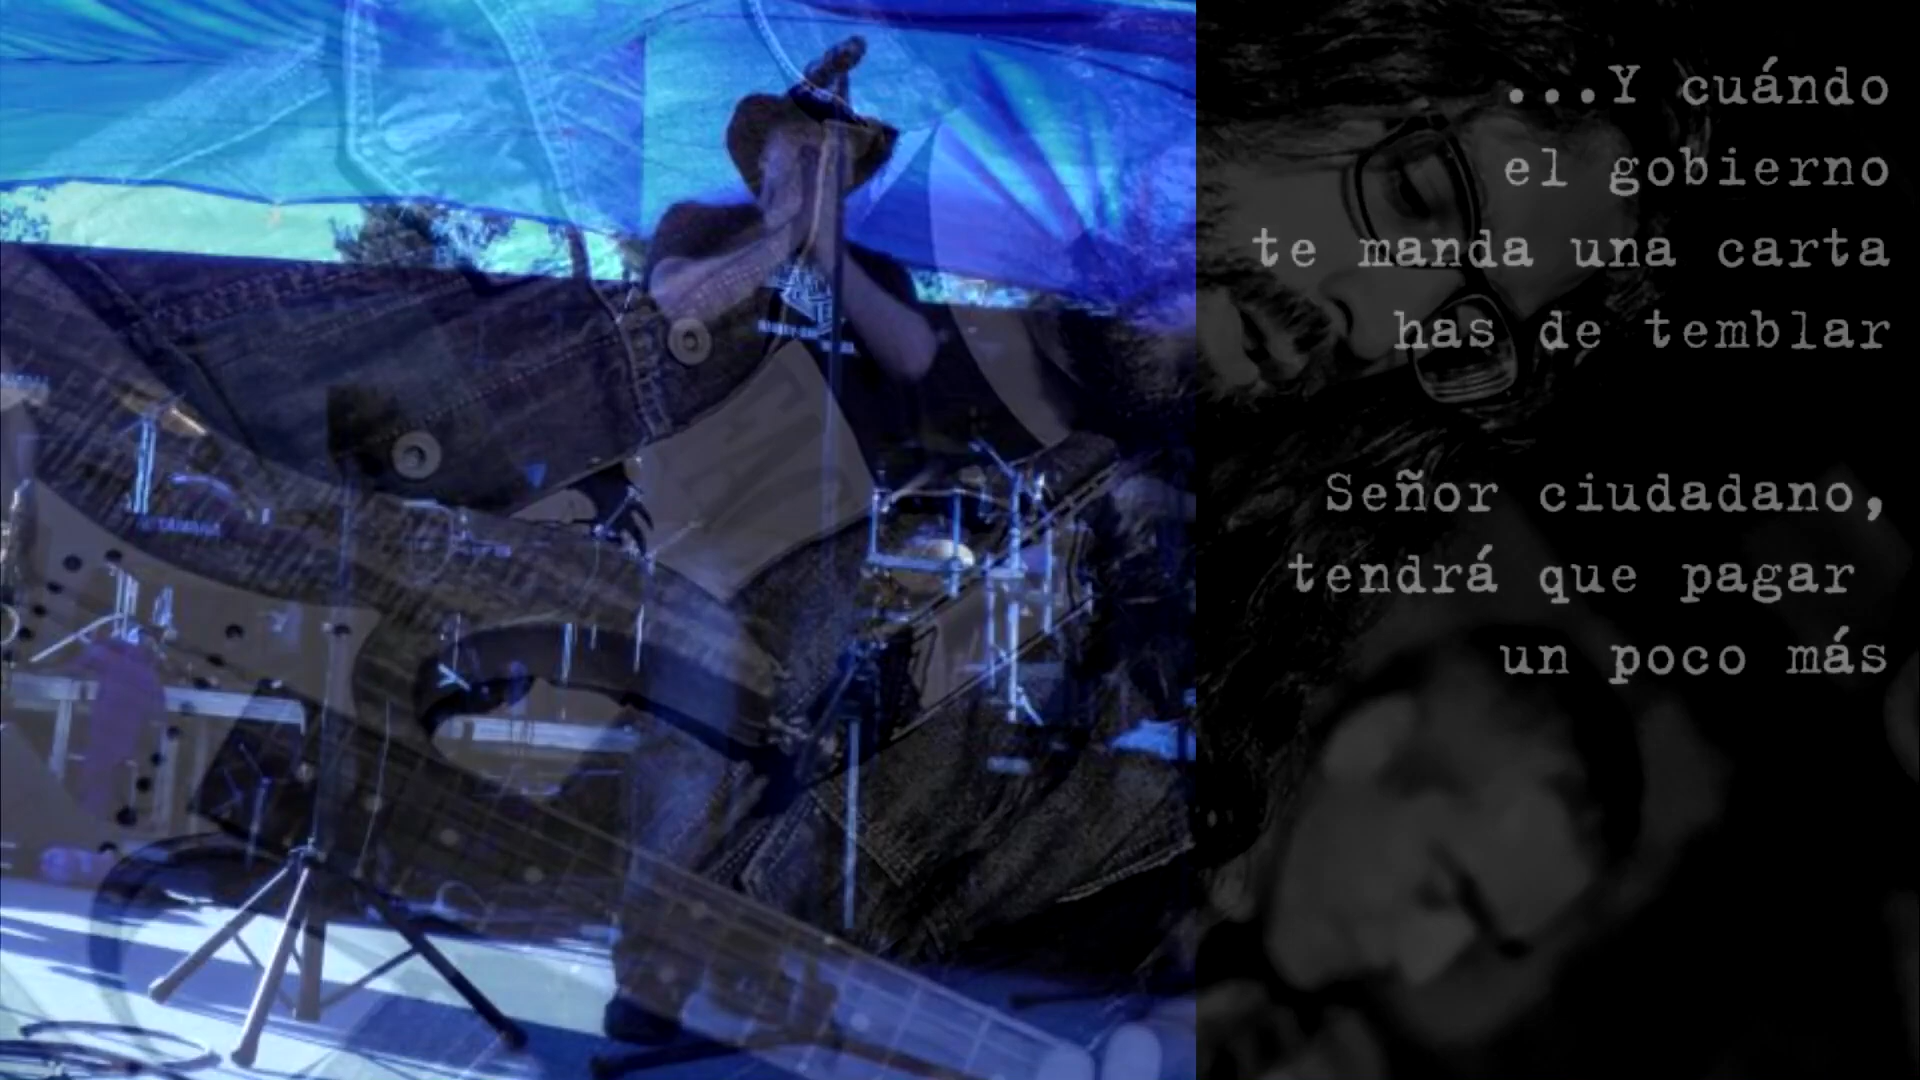 ...Y cuándo
el gobierno
te manda una carta
has de temblar
Señor ciudadano,
tendrá que pagar
un poco más